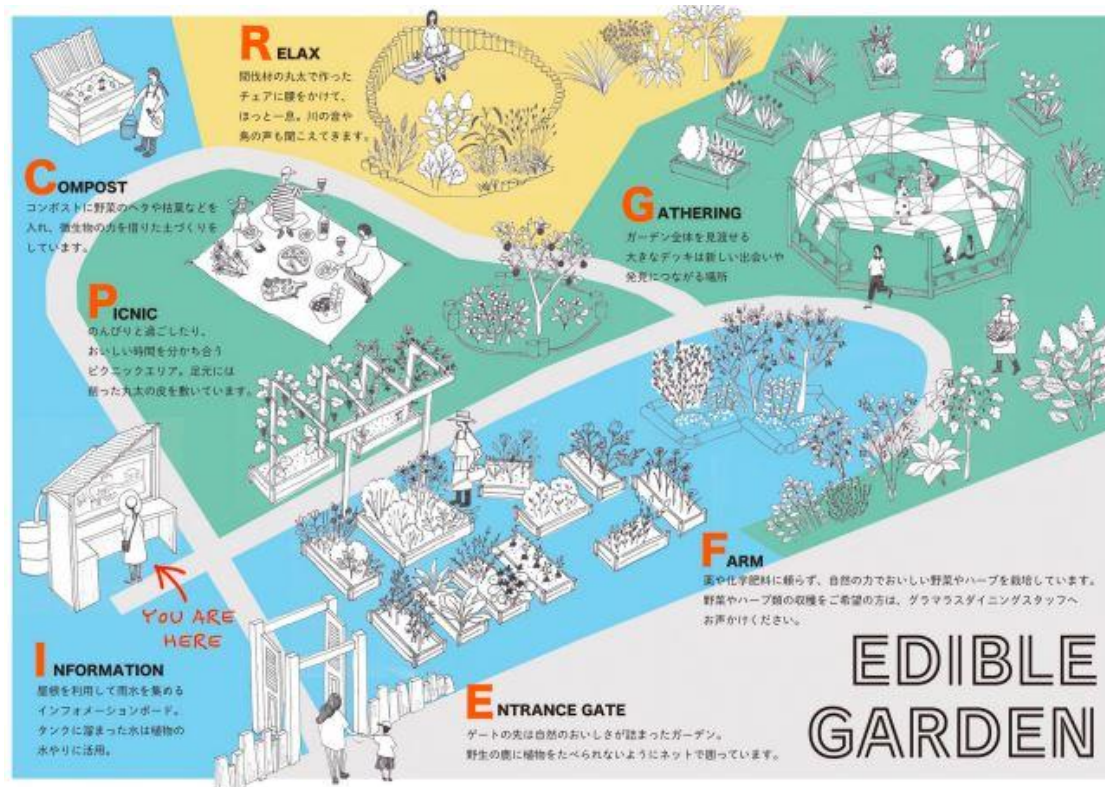 RELAX
間伐材の丸太で作った
チェアに腰をかけて、
ほっと一息。川の音や
鳥の声も聞こえてきます。
COMPOST
コンポストに野菜のヘタや枯葉などを
入れ、微生物の力を借りた土づくりを
しています。
GATHERING
ガーデン全体を見渡せる
大きなデッキは新しい出会いや
発見につながる場所
PICNIC
のんびりと過ごしたり、
おいしい時間を分かち合う
ピクニックエリア。足元には
削った丸太の皮を敷いています。
FARM
薬や化学肥料に頼らず、自然の力でおいしい野菜やハーブを栽培しています。
野菜やハーブ類の収穫をご希望の方は、グラマラスダイニングスタッフへ
お声かけください。
YOU ARE
HERE
INFORMATION
屋根を利用して雨水を集める
インフォメーションボード。
タンクに溜まった水は植物の
水やりに活用。
ENTRANCE GATE
ゲートの先は自然のおいしさが詰まったガーデン。
野生の鹿に植物をたべられないようにネットで囲っています。
EDIBLE
GARDEN